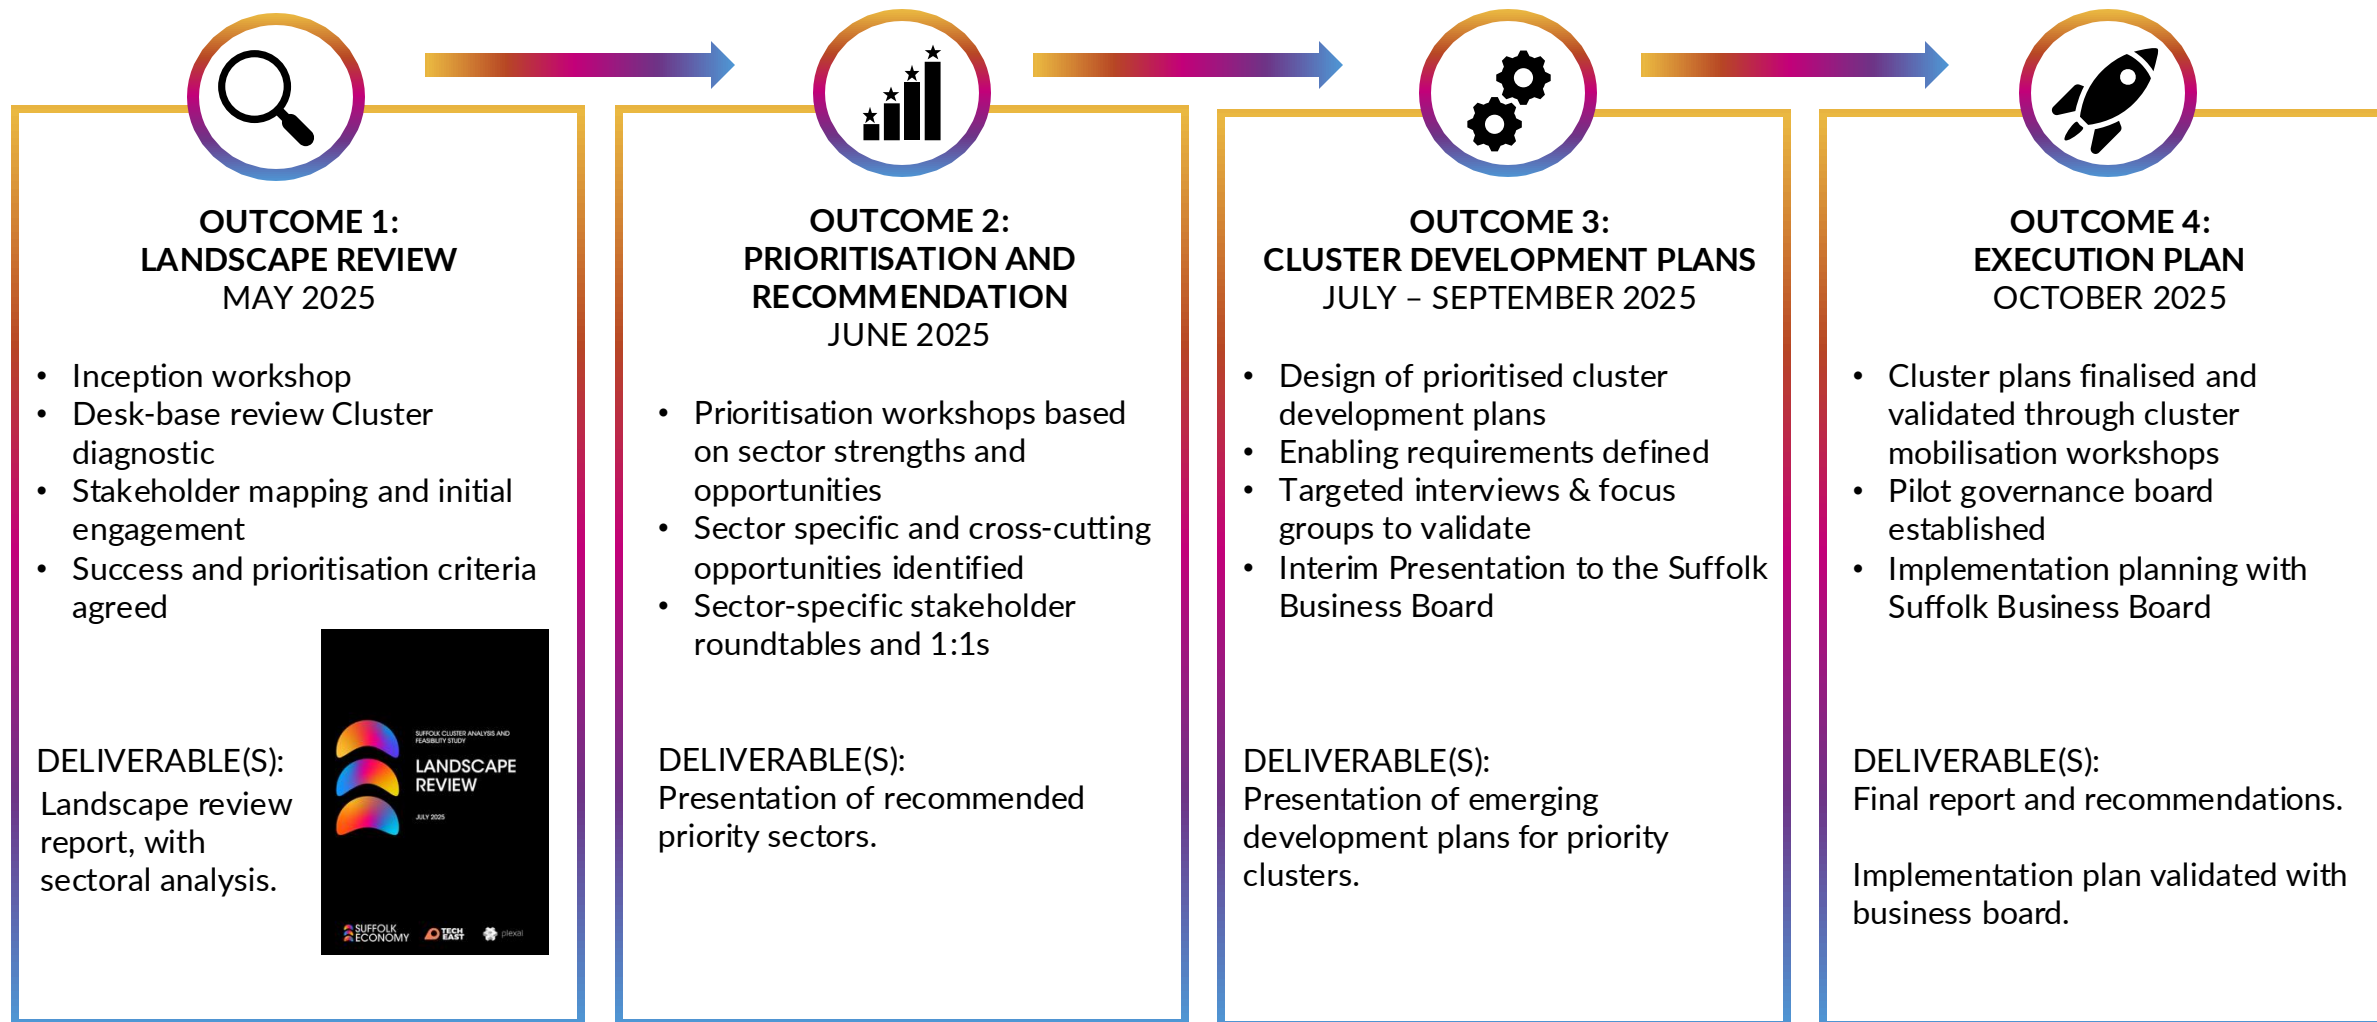 OUTCOME 1:
LANDSCAPE REVIEW
MAY 2025
• Inception workshop
• Desk-base review Cluster
diagnostic
• Stakeholder mapping and initial
engagement
• Success and prioritisation criteria
agreed
DELIVERABLE(S):
Landscape review
report, with
sectoral analysis.
SUFFOLK CLUSTER ANALYSIS AND
FEASIBILITY STUDY
LANDSCAPE
REVIEW
JULY 2025
SUFFOLK
ECONOMY
TECH
EAST
plexal
OUTCOME 2:
PRIORITISATION AND
RECOMMENDATION
JUNE 2025
• Prioritisation workshops based
on sector strengths and
opportunities
• Sector specific and cross-cutting
opportunities identified
• Sector-specific stakeholder
roundtables and 1:1s
DELIVERABLE(S):
Presentation of recommended
priority sectors.
OUTCOME 3:
CLUSTER DEVELOPMENT PLANS
JULY – SEPTEMBER 2025
• Design of prioritised cluster
development plans
• Enabling requirements defined
• Targeted interviews & focus
groups to validate
• Interim Presentation to the Suffolk
Business Board
DELIVERABLE(S):
Presentation of emerging
development plans for priority
clusters.
OUTCOME 4:
EXECUTION PLAN
OCTOBER 2025
• Cluster plans finalised and
validated through cluster
mobilisation workshops
• Pilot governance board
established
• Implementation planning with
Suffolk Business Board
DELIVERABLE(S):
Final report and recommendations.
Implementation plan validated with
business board.